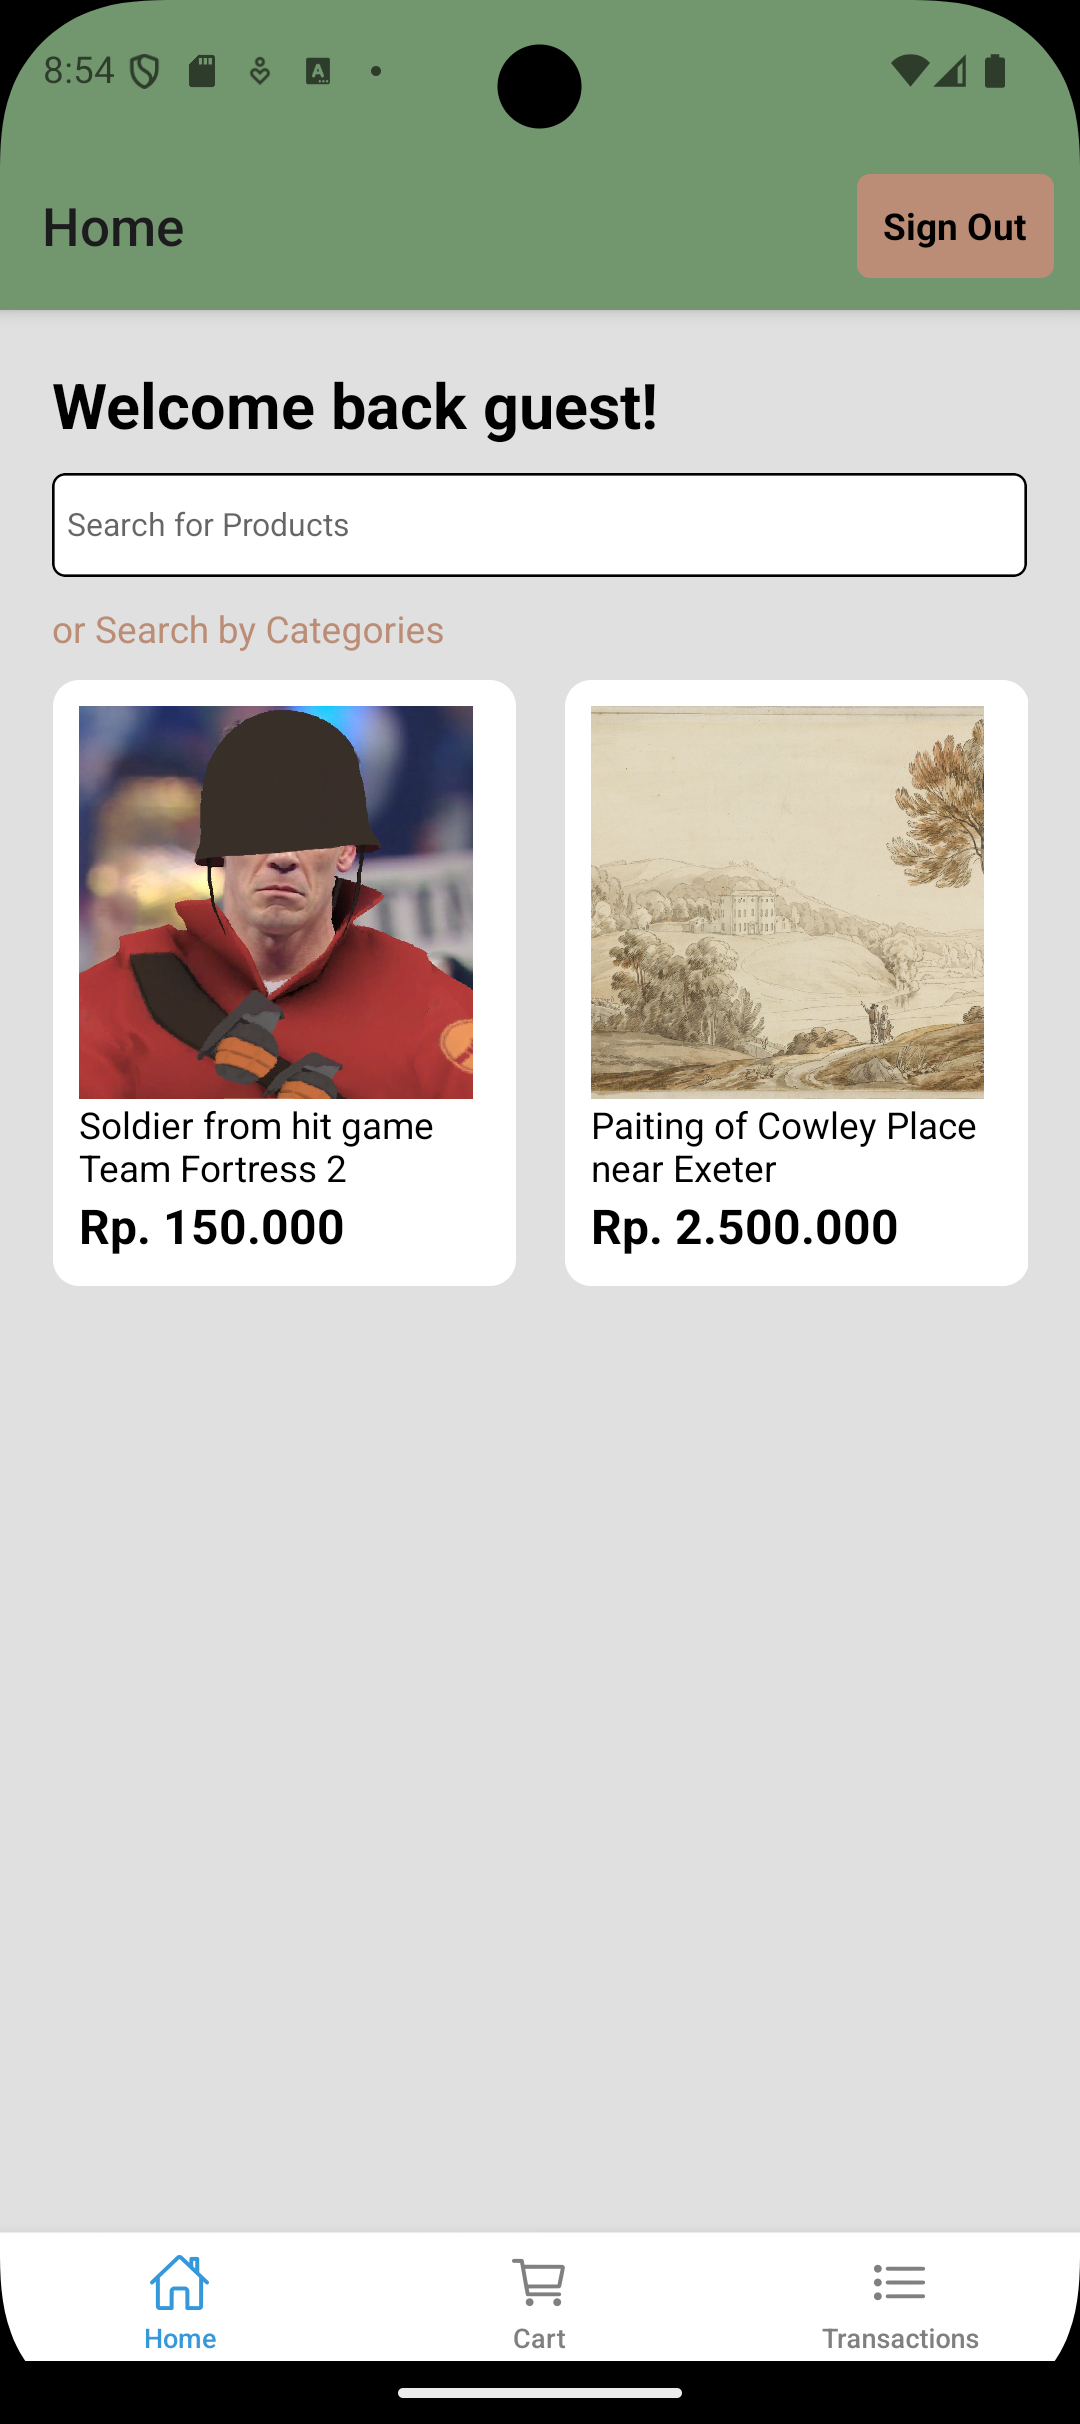 8:54
Home
Sign Out
Welcome back guest!
Search for Products
or Search by Categories
Soldier from hit game
Team Fortress 2
Rp. 150.000
Paiting of Cowley Place
near Exeter
Rp. 2.500.000
Home
Cart
Transactions